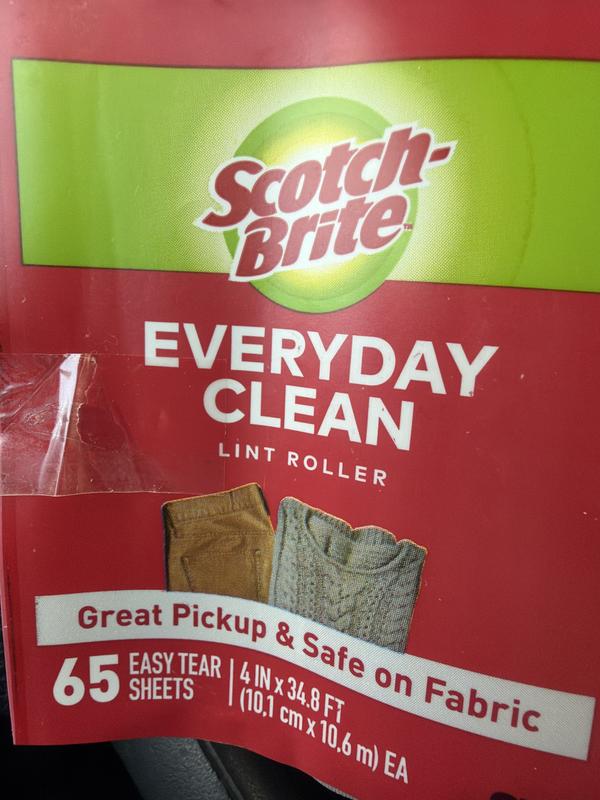 Scotch-
Brite™
EVERYDAY
CLEAN
LINT ROLLER
Great Pickup & Safe on Fabric
65 EASY TEAR
SHEETS
4 IN x 34.8 FT
(10,1 cm x 10,6 m) EA